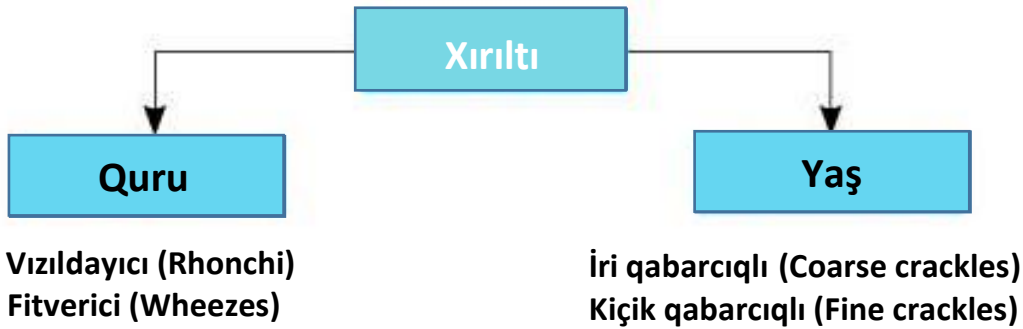 Xırıltı
Quru
Yaş
Vızıldayıcı (Rhonchi)
Fitverici (Wheezes)
İri qabarcıqlı (Coarse crackles)
Kiçik qabarcıqlı (Fine crackles)